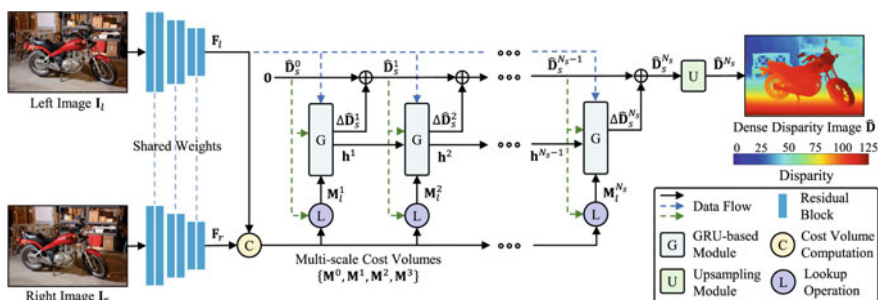 Left Image I_l
F_l
Shared Weights
Right Image I_r
F_r
C
0
D̂_s^0
D̂_s^1
D̂_s^{N_s-1}
D̂_s^{N_s}
D̂^{N_s}
ΔD̂_s^1
ΔD̂_s^2
ΔD̂_s^{N_s}
G
G
G
h^1
h^2
h^{N_s-1}
M_l^1
M_l^2
M_l^{N_s}
L
L
L
U
Multi-scale Cost Volumes
{M^0, M^1, M^2, M^3}
Dense Disparity Image D̂
0 25 50 75 100 125
Disparity
Data Flow
Residual
Block
G
GRU-based
Module
C
Cost Volume
Computation
U
Upsampling
Module
L
Lookup
Operation